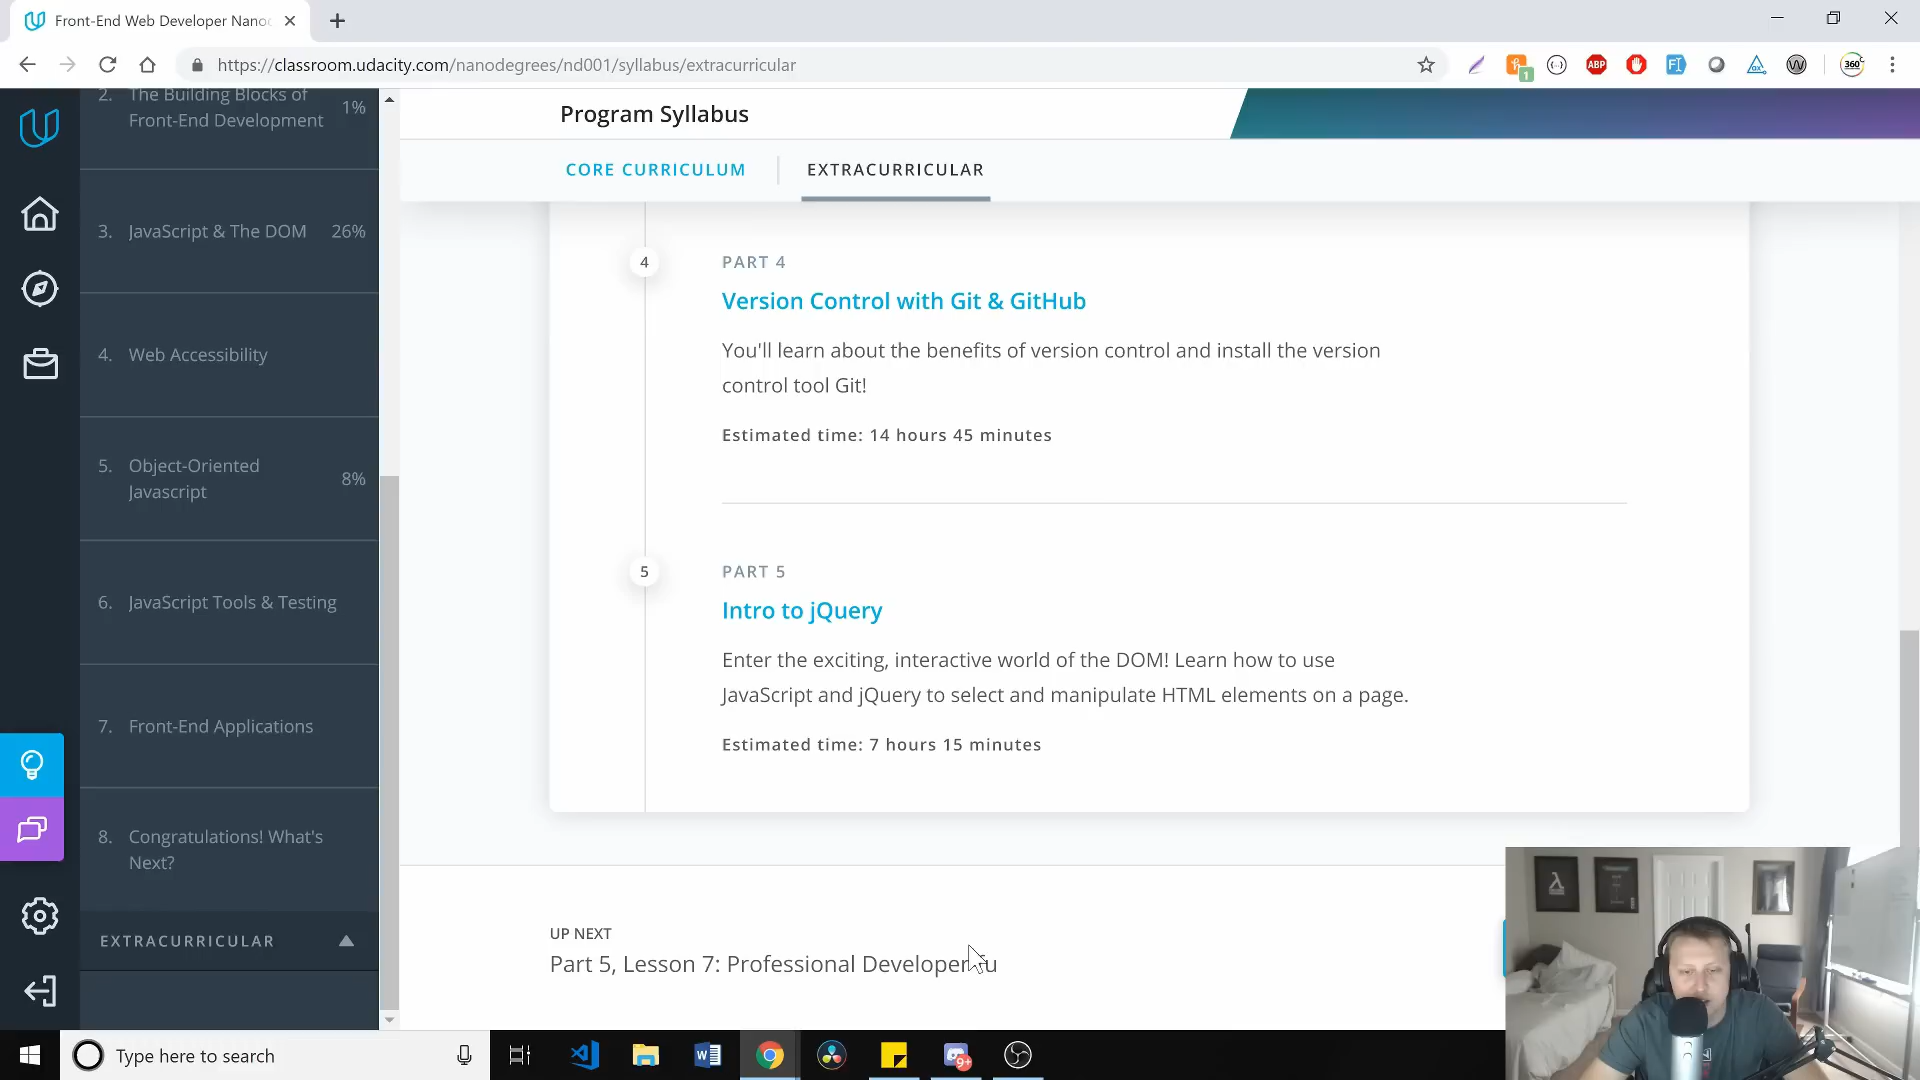 Front-End Web Developer Nano
https://classroom.udacity.com/nanodegrees/nd001/syllabus/extracurricular
1
ABP
360
2. The Building Blocks of
Front-End Development
1%
3. JavaScript & The DOM 26%
4. Web Accessibility
5. Object-Oriented
Javascript
8%
6. JavaScript Tools & Testing
7. Front-End Applications
8. Congratulations! What's
Next?
EXTRACURRICULAR
Program Syllabus
CORE CURRICULUM EXTRACURRICULAR
4 PART 4
Version Control with Git & GitHub
You'll learn about the benefits of version control and install the version
control tool Git!
Estimated time: 14 hours 45 minutes
5 PART 5
Intro to jQuery
Enter the exciting, interactive world of the DOM! Learn how to use
JavaScript and jQuery to select and manipulate HTML elements on a page.
Estimated time: 7 hours 15 minutes
UP NEXT
Part 5, Lesson 7: Professional Developer
Type here to search
9+